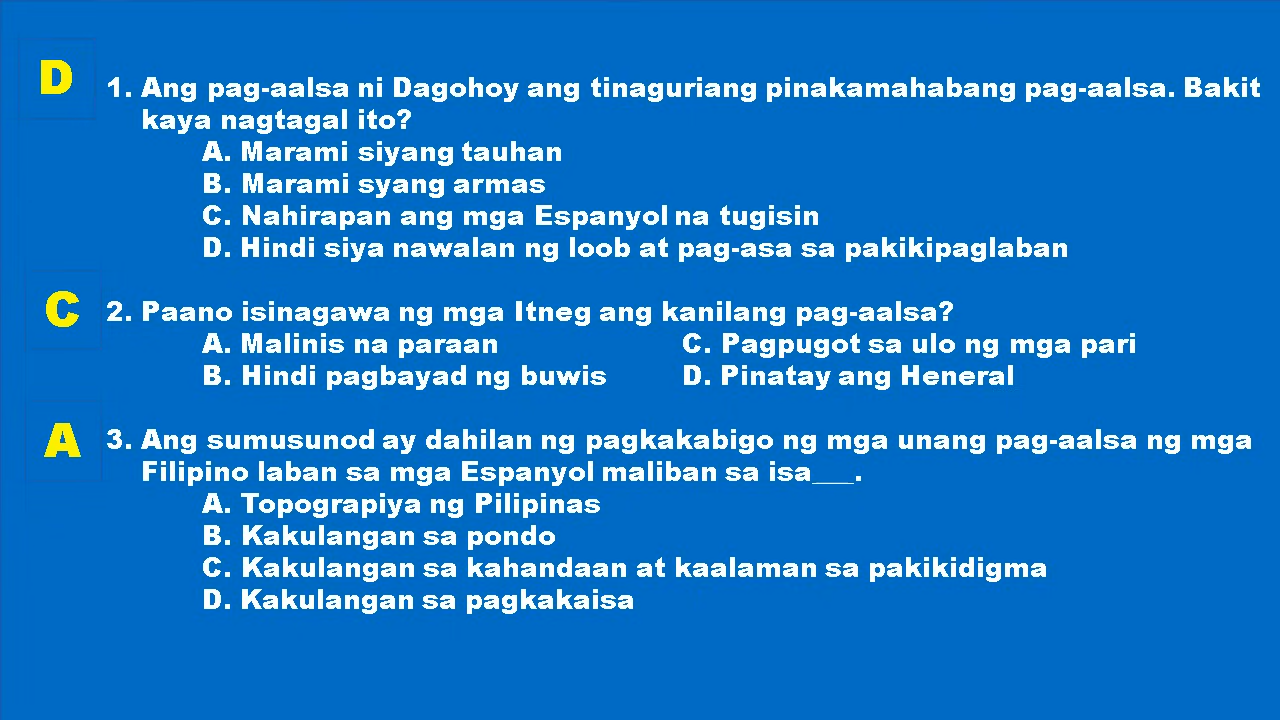 D
1. Ang pag-aalsa ni Dagohoy ang tinaguriang pinakamahabang pag-aalsa. Bakit
kaya nagtagal ito?
A. Marami siyang tauhan
B. Marami syang armas
C. Nahirapan ang mga Espanyol na tugisin
D. Hindi siya nawalan ng loob at pag-asa sa pakikipaglaban
C
2. Paano isinagawa ng mga Itneg ang kanilang pag-aalsa?
A. Malinis na paraan C. Pagpugot sa ulo ng mga pari
B. Hindi pagbayad ng buwis D. Pinatay ang Heneral
A
3. Ang sumusunod ay dahilan ng pagkakabigo ng mga unang pag-aalsa ng mga
Filipino laban sa mga Espanyol maliban sa isa___.
A. Topograpiya ng Pilipinas
B. Kakulangan sa pondo
C. Kakulangan sa kahandaan at kaalaman sa pakikidigma
D. Kakulangan sa pagkakaisa